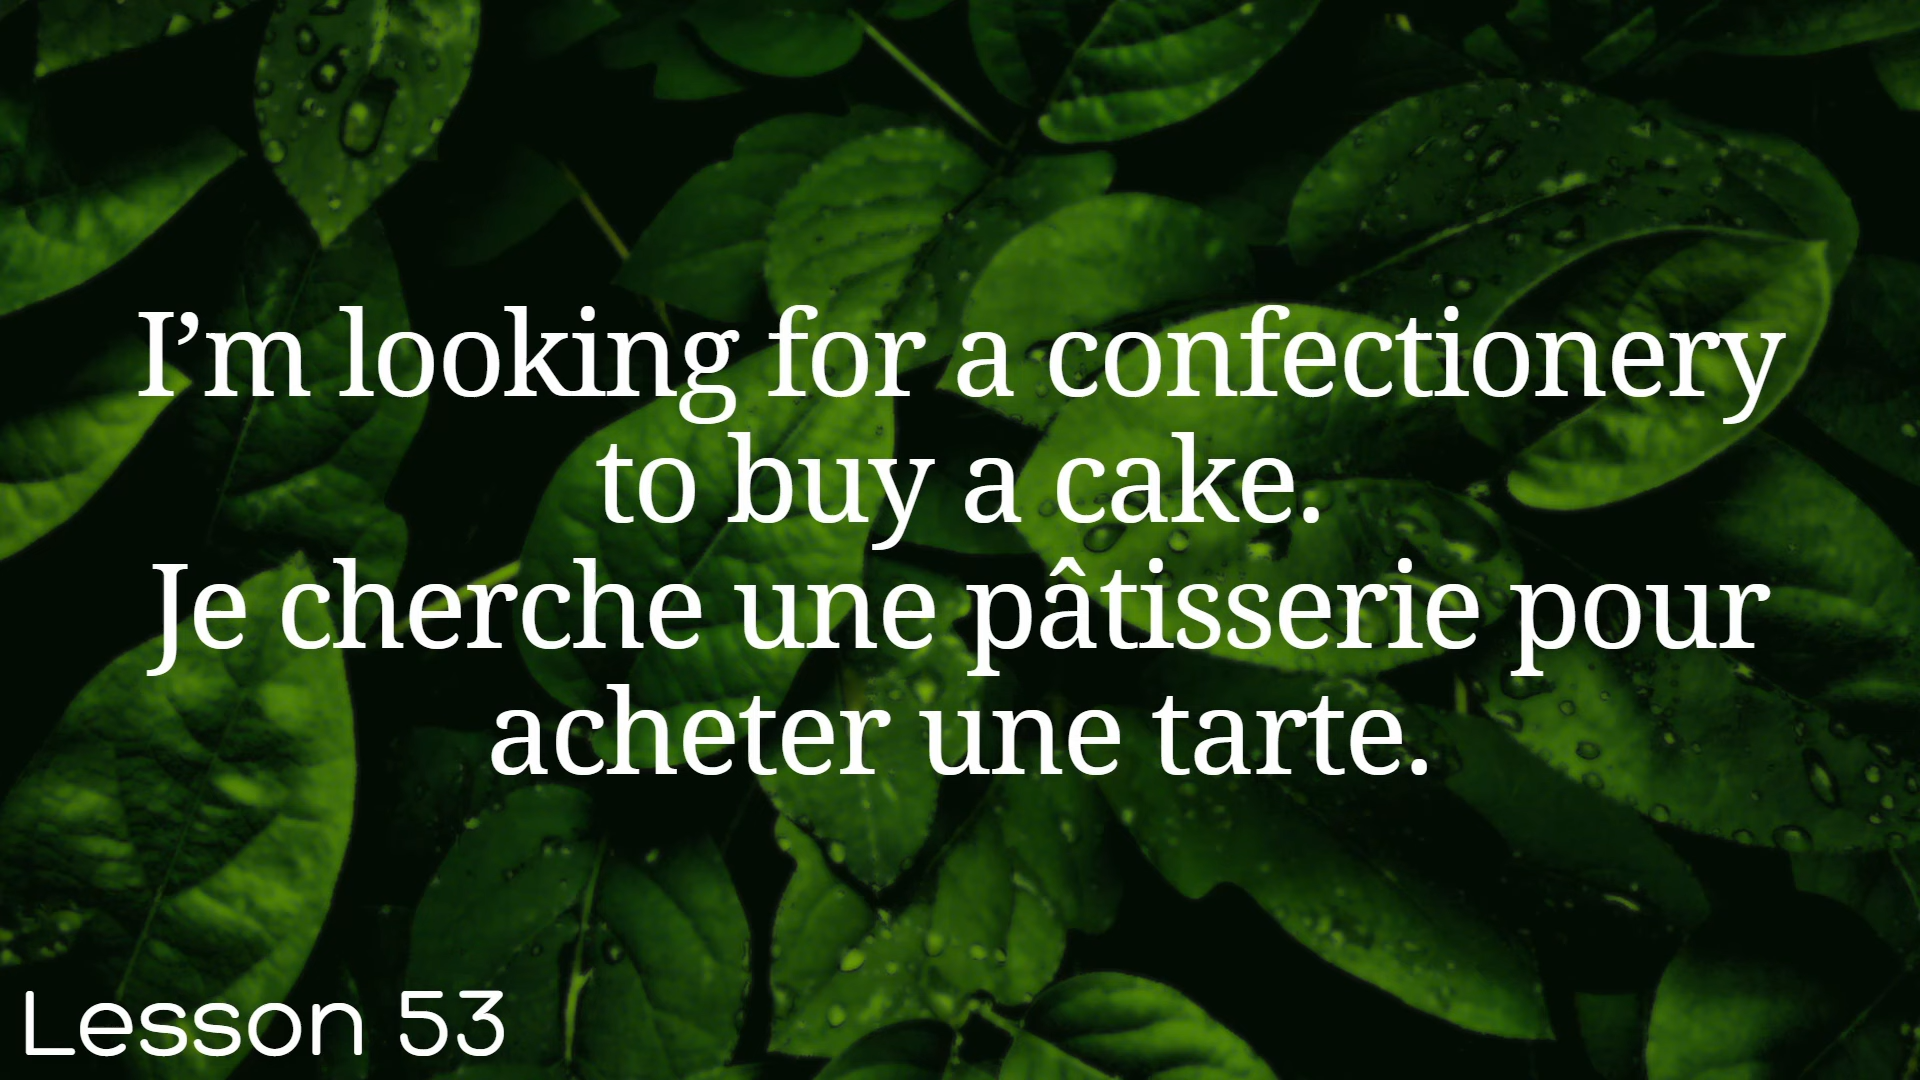 I’m looking for a confectionery
to buy a cake.
Je cherche une pâtisserie pour
acheter une tarte.
Lesson 53